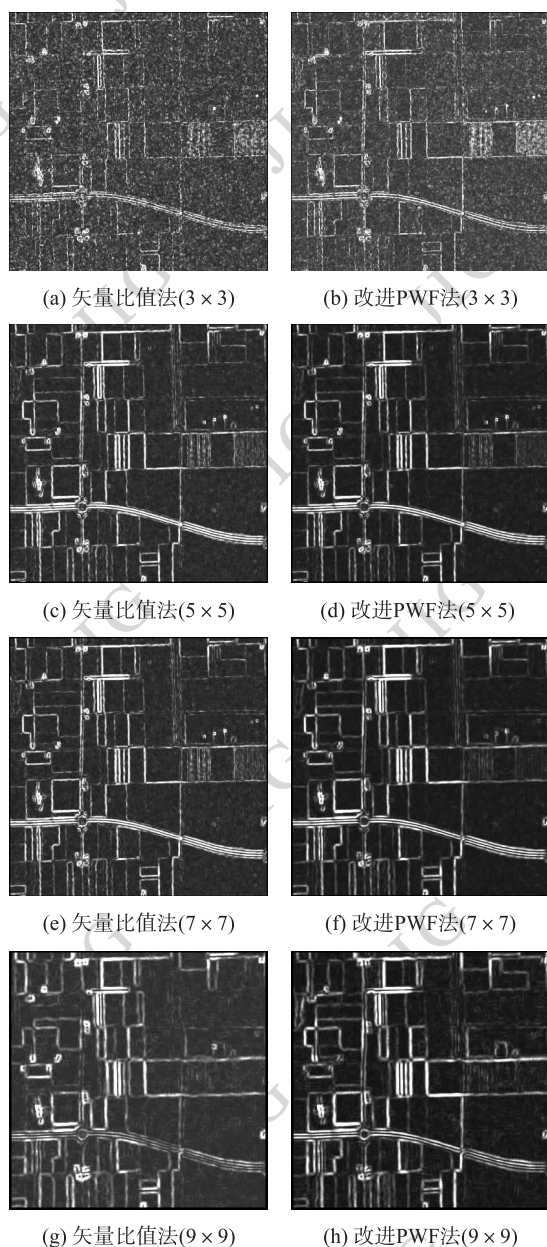 (a) 矢量比值法(3 × 3)
(b) 改进PWF法(3 × 3)
(c) 矢量比值法(5 × 5)
(d) 改进PWF法(5 × 5)
(e) 矢量比值法(7 × 7)
(f) 改进PWF法(7 × 7)
(g) 矢量比值法(9 × 9)
(h) 改进PWF法(9 × 9)